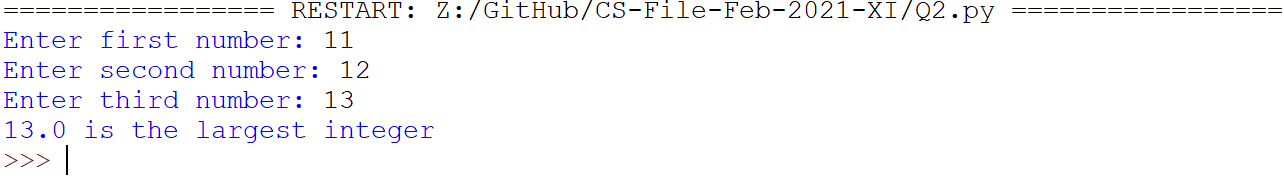 ================= RESTART: Z:/GitHub/CS-File-Feb-2021-XI/Q2.py =================
Enter first number: 11
Enter second number: 12
Enter third number: 13
13.0 is the largest integer
>>>